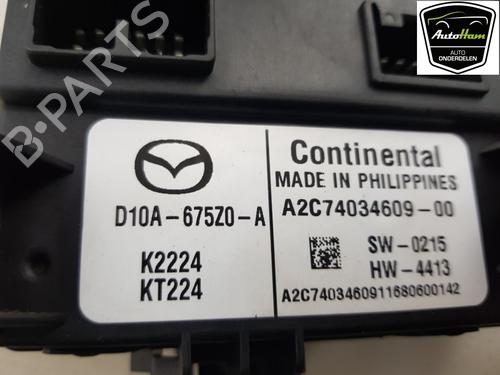 AutoHam
AUTO
ONDERDELEN
B-PARTS
D10A-675Z0-A
K2224
KT224
Continental
MADE IN PHILIPPINES
A2C74034609-00
SW-0215
HW-4413
A2C7403460911680600142